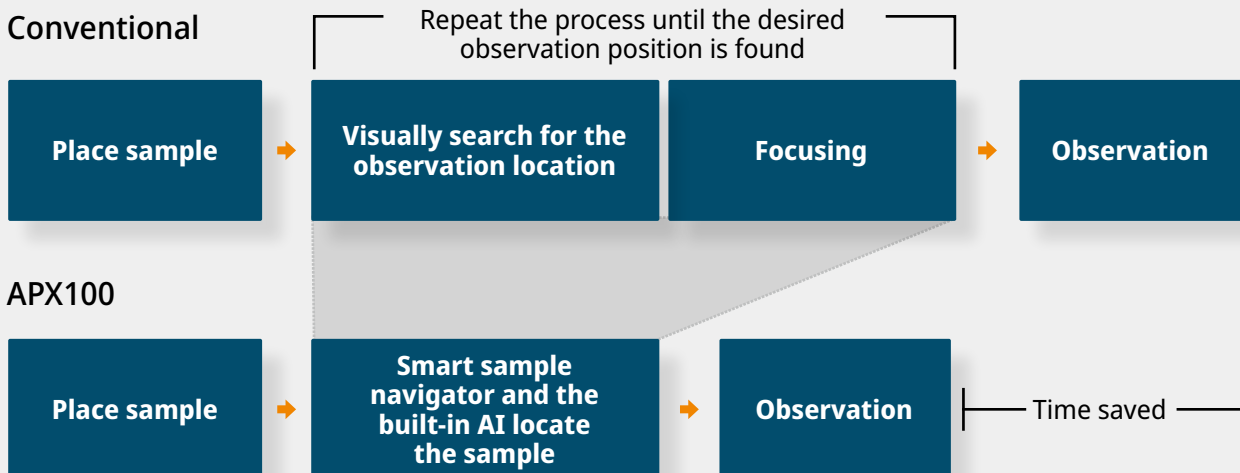 Conventional
Repeat the process until the desired
observation position is found
Place sample
Visually search for the
observation location
Focusing
Observation
APX100
Place sample
Smart sample
navigator and the
built-in AI locate
the sample
Observation
Time saved